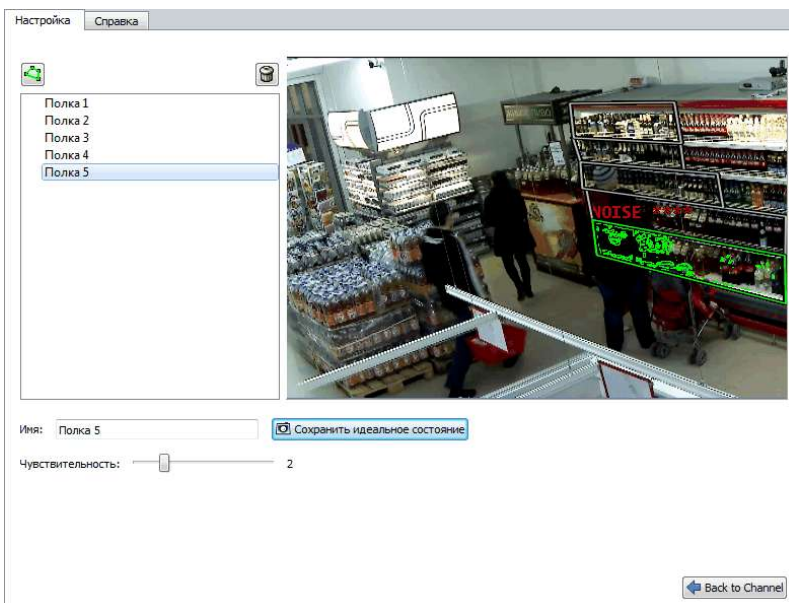 Настройка
Справка
Полка 1
Полка 2
Полка 3
Полка 4
Полка 5
NOISE ****
Имя:
Полка 5
Сохранить идеальное состояние
Чувствительность:
2
Back to Channel